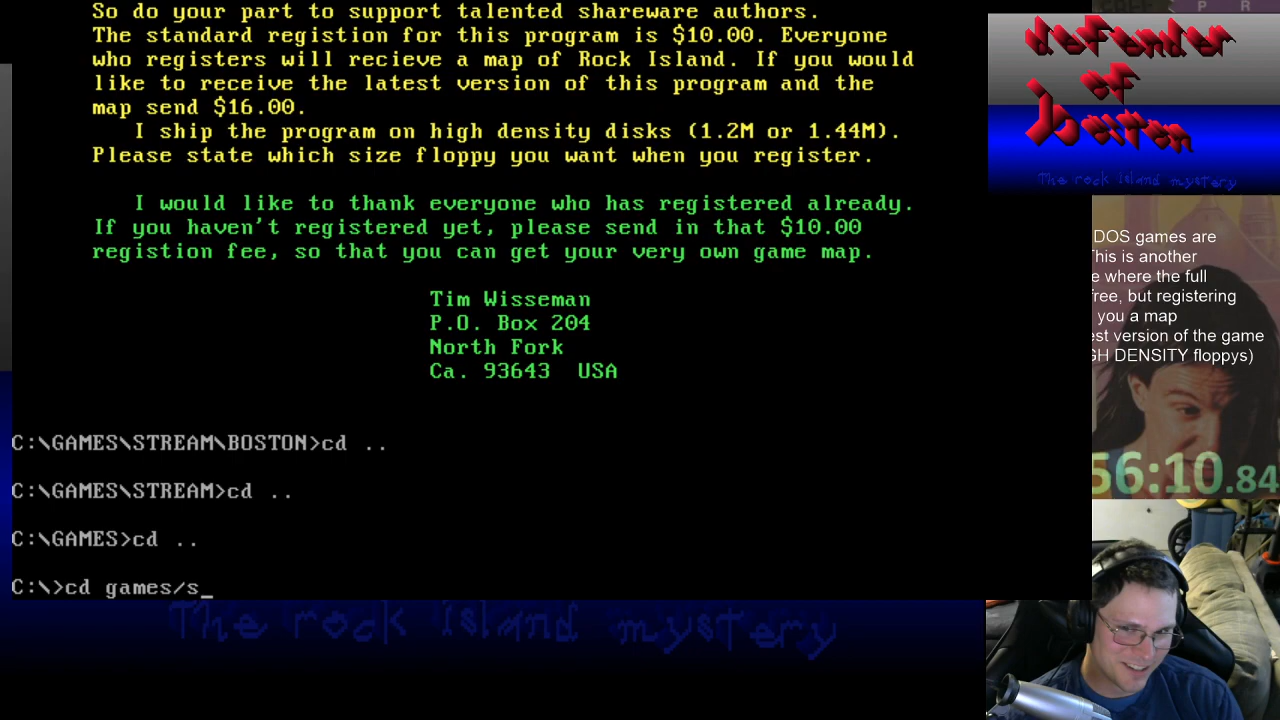 So do your part to support talented shareware authors.
The standard registion for this program is $10.00. Everyone
who registers will recieve a map of Rock Island. If you would
like to receive the latest version of this program and the
map send $16.00.
I ship the program on high density disks (1.2M or 1.44M).
Please state which size floppy you want when you register.
I would like to thank everyone who has registered already.
If you haven't registered yet, please send in that $10.00
registion fee, so that you can get your very own game map.
Tim Wisseman
P.O. Box 204
North Fork
Ca. 93643 USA
C:\GAMES\STREAM\BOSTON>cd ..
C:\GAMES\STREAM>cd ..
C:\GAMES>cd ..
C:\>cd games/s_
The rock Island mystery
P R
defender
of
boston
The rock Island mystery
DOS games are
This is another
e where the full
free, but registering
you a map
est version of the game
GH DENSITY floppys)
56:10.84